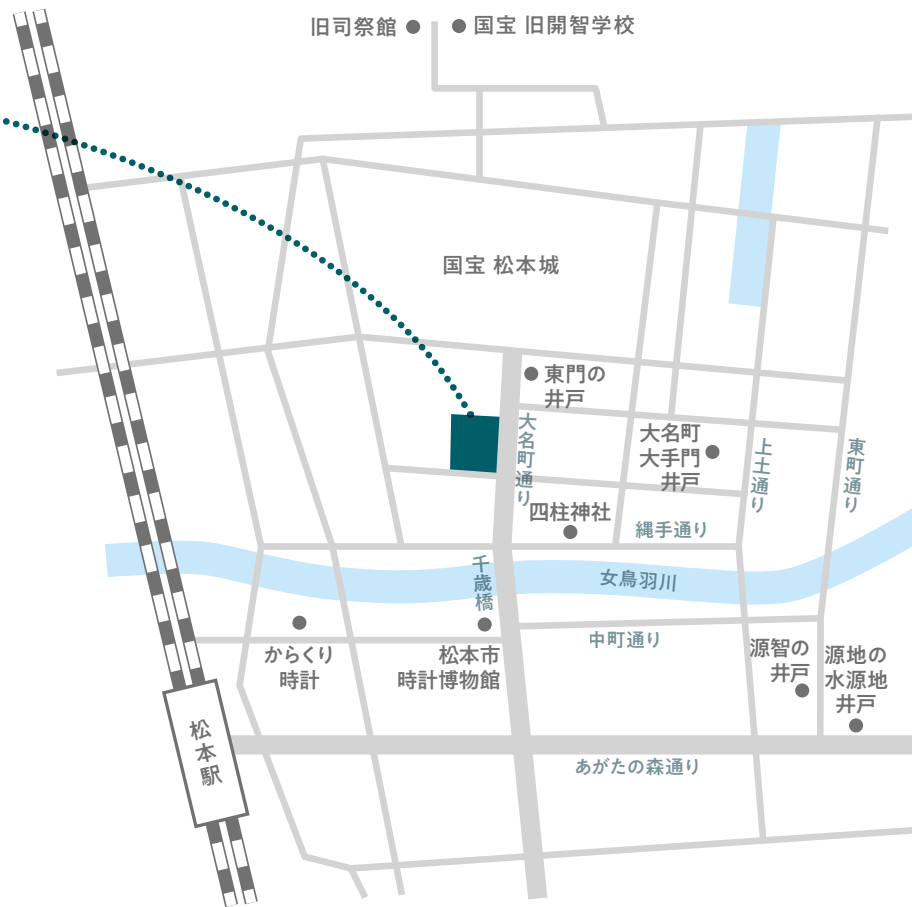 旧司祭館
国宝 旧開智学校
国宝 松本城
東門の
井戸
大名町通り
大名町
大手門
井戸
上土通り
東町通り
四柱神社
縄手通り
千歳橋
女鳥羽川
からくり
時計
松本市
時計博物館
中町通り
源智の
井戸
源地の
水源地
井戸
松本駅
あがたの森通り